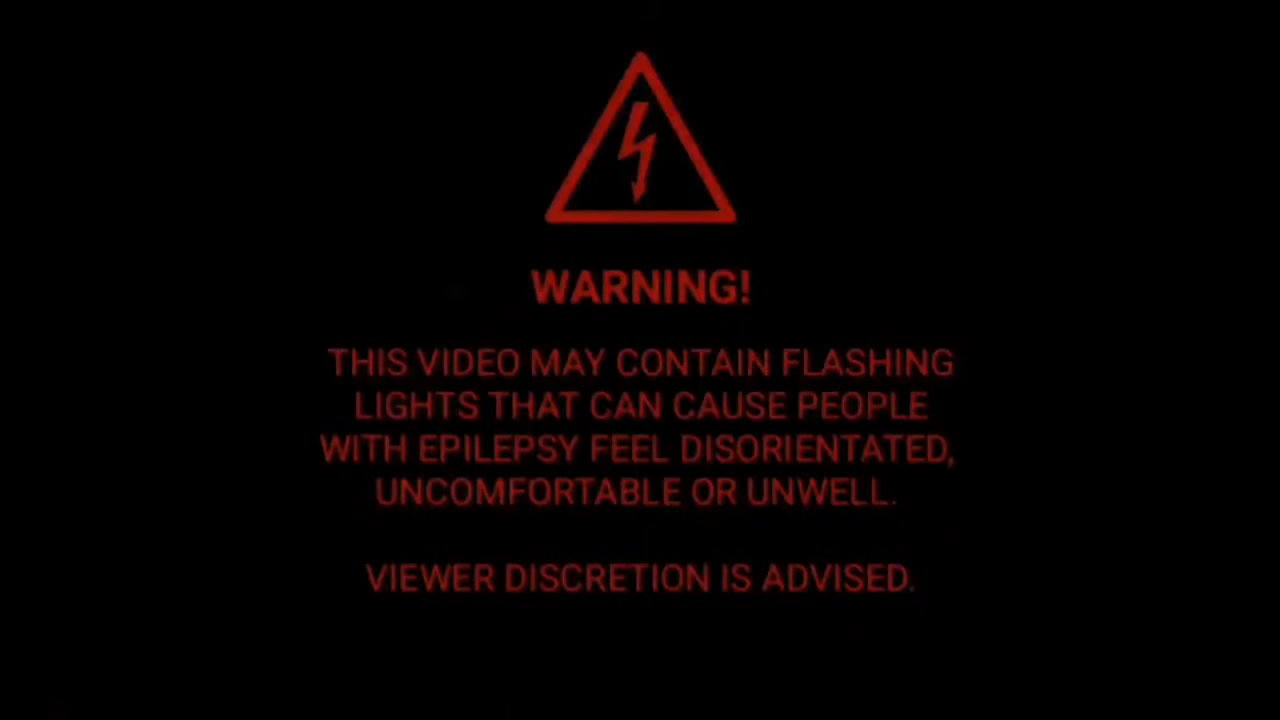 WARNING!
THIS VIDEO MAY CONTAIN FLASHING
LIGHTS THAT CAN CAUSE PEOPLE
WITH EPILEPSY FEEL DISORIENTATED,
UNCOMFORTABLE OR UNWELL.
VIEWER DISCRETION IS ADVISED.